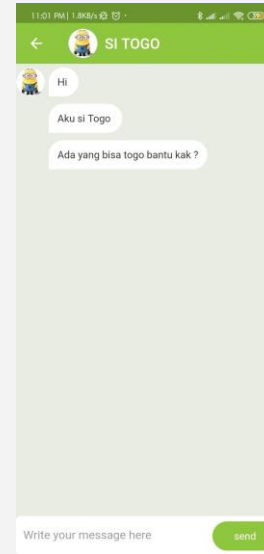 11:01 PM | 1.8KB/s
SI TOGO
Hi
Aku si Togo
Ada yang bisa togo bantu kak ?
Write your message here
send